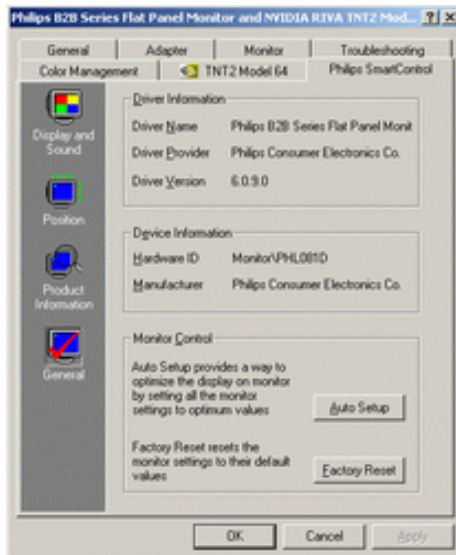 Philips B2B Series Flat Panel Monitor and NVIDIA RIVA TNT2 Mod...
General Adapter Monitor Troubleshooting
Color Management TNT2 Model 64 Philips SmartControl
Display and
Sound
Position
Product
Information
General
Driver Information
Driver Name Philips B2B Series Flat Panel Monit
Driver Provider Philips Consumer Electronics Co.
Driver Version 6.0.9.0
Device Information
Hardware ID Monitor\PHL081D
Manufacturer Philips Consumer Electronics Co.
Monitor Control
Auto Setup provides a way to
optimize the display on monitor
by setting all the monitor
settings to optimum values
Auto Setup
Factory Reset resets the
monitor settings to their default
values
Factory Reset
OK Cancel Apply